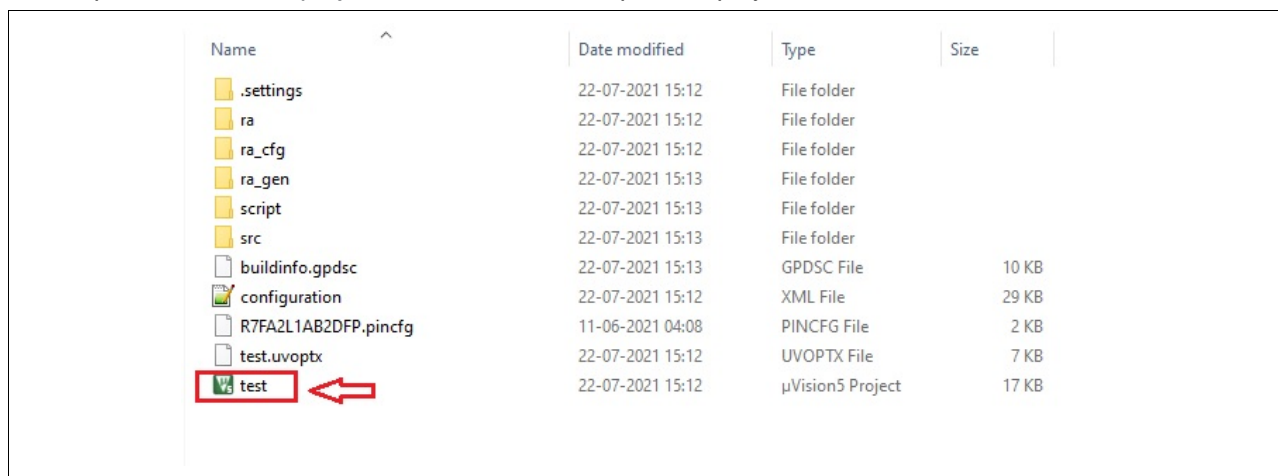 Name Date modified Type Size
.settings 22-07-2021 15:12 File folder
ra 22-07-2021 15:12 File folder
ra_cfg 22-07-2021 15:12 File folder
ra_gen 22-07-2021 15:13 File folder
script 22-07-2021 15:13 File folder
src 22-07-2021 15:13 File folder
buildinfo.gpdsc 22-07-2021 15:13 GPDSC File 10 KB
configuration 22-07-2021 15:12 XML File 29 KB
R7FA2L1AB2DFP.pincfg 11-06-2021 04:08 PINCFG File 2 KB
test.uvoptx 22-07-2021 15:12 UVOPTX File 7 KB
test 22-07-2021 15:12 µVision5 Project 17 KB